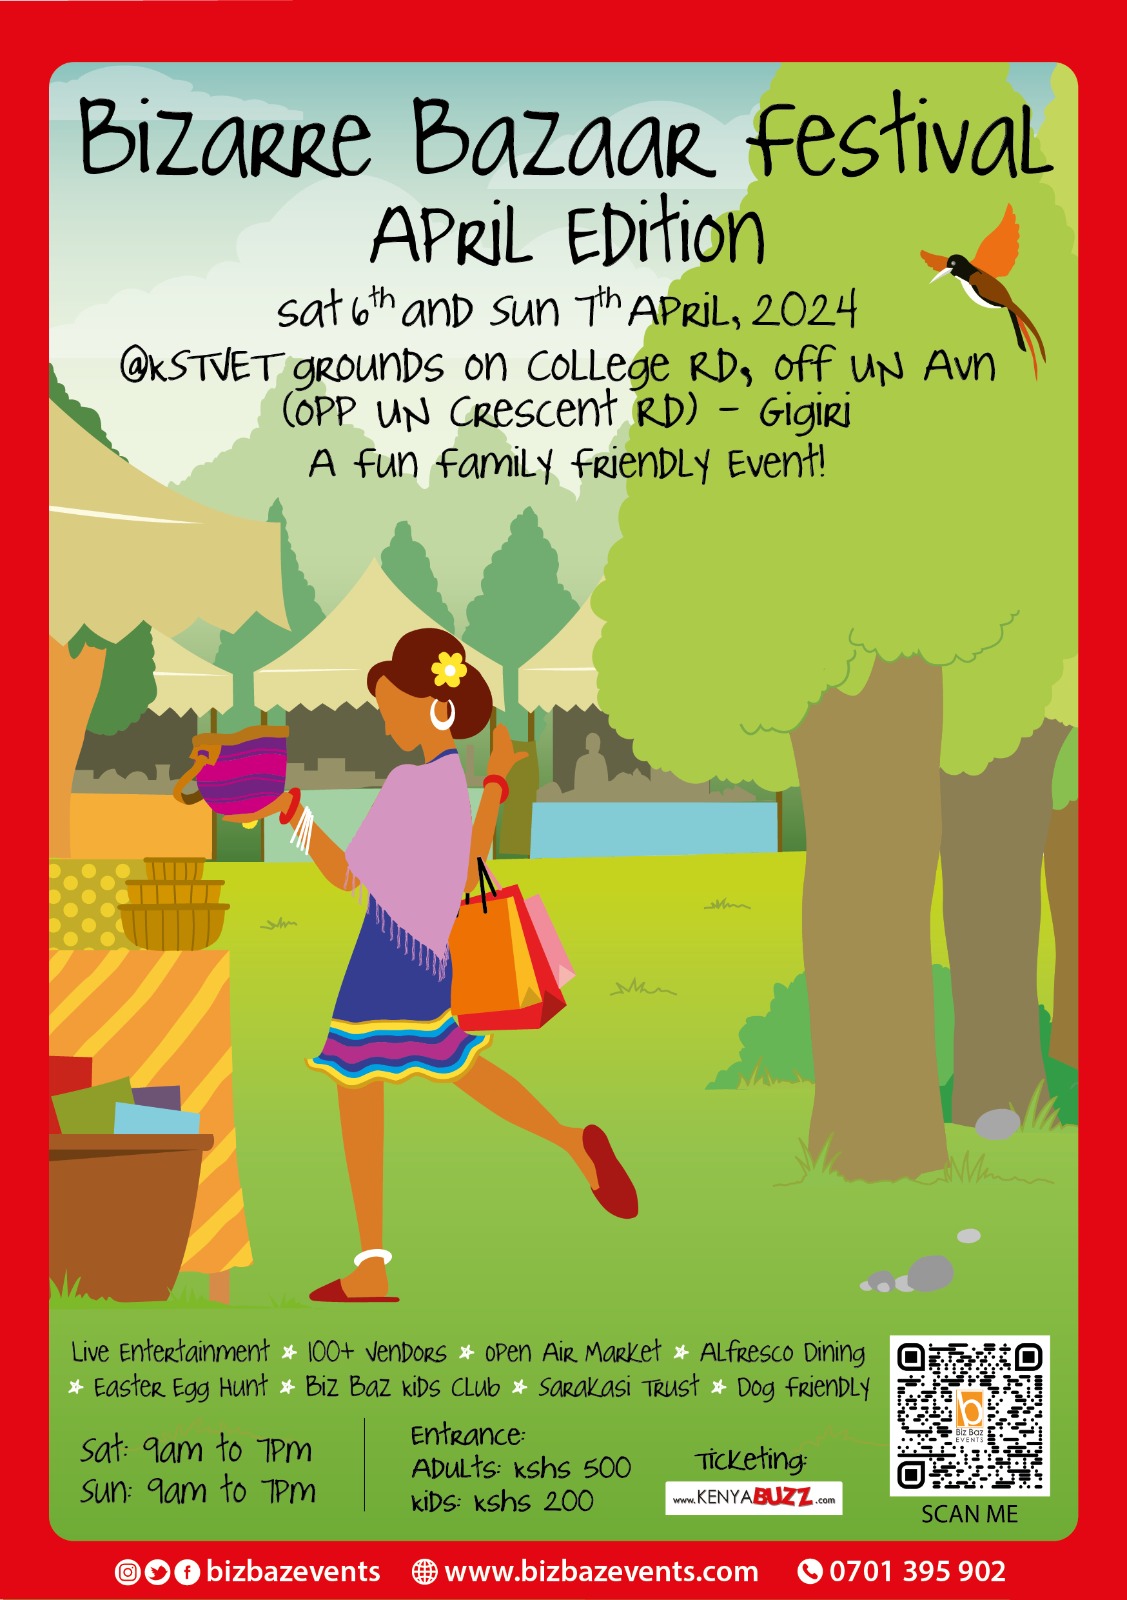 Bizarre Bazaar Festival
April Edition
Sat 6th and Sun 7th April, 2024
@KSTVET grounds on College RD, off UN Avn
(OPP UN Crescent RD) - Gigiri
A fun family friendly Event!
Live Entertainment ☆ 100+ Vendors ☆ Open Air Market ☆ Alfresco Dining
☆ Easter Egg Hunt ☆ Biz Baz Kids Club ☆ Sarakasi Trust ☆ Dog friendly
Sat: 9am to 7pm
Sun: 9am to 7pm
Entrance:
Adults: kshs 500
Kids: kshs 200
Ticketing:
www.KENYABUZZ.com
b
Biz Baz
EVENTS
SCAN ME
bizbazevents www.bizbazevents.com 0701 395 902